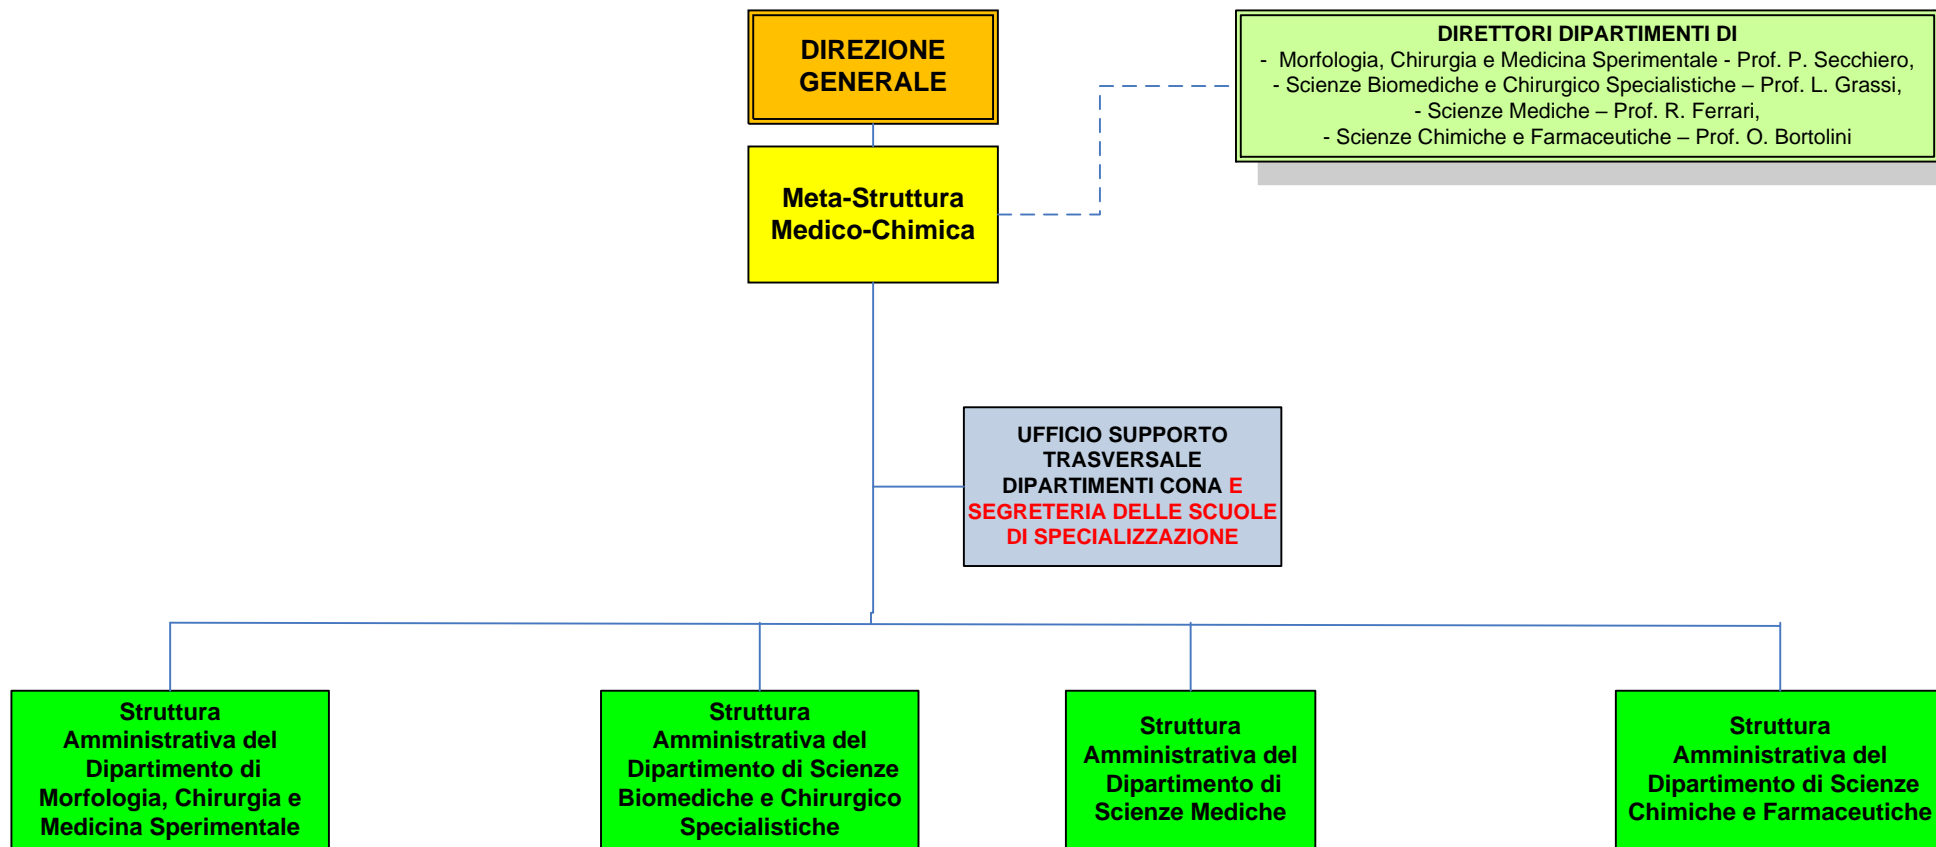 DIREZIONE
GENERALE
DIRETTORI DIPARTIMENTI DI
- Morfologia, Chirurgia e Medicina Sperimentale - Prof. P. Secchiero,
- Scienze Biomediche e Chirurgico Specialistiche – Prof. L. Grassi,
- Scienze Mediche – Prof. R. Ferrari,
- Scienze Chimiche e Farmaceutiche – Prof. O. Bortolini
Meta-Struttura
Medico-Chimica
UFFICIO SUPPORTO
TRASVERSALE
DIPARTIMENTI CONA E
SEGRETERIA DELLE SCUOLE
DI SPECIALIZZAZIONE
Struttura
Amministrativa del
Dipartimento di
Morfologia, Chirurgia e
Medicina Sperimentale
Struttura
Amministrativa del
Dipartimento di Scienze
Biomediche e Chirurgico
Specialistiche
Struttura
Amministrativa del
Dipartimento di
Scienze Mediche
Struttura
Amministrativa del
Dipartimento di Scienze
Chimiche e Farmaceutiche